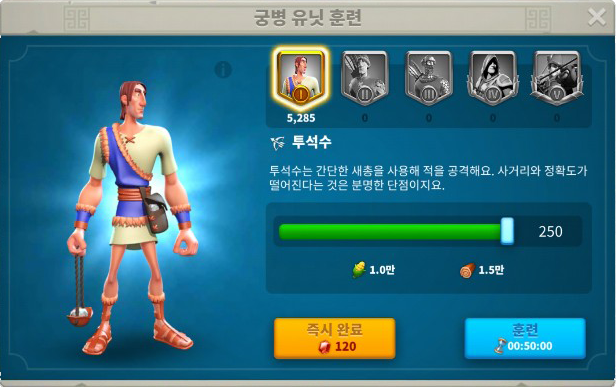 궁병 유닛 훈련
I
II
III
IV
V
5,285
0
0
0
0
투석수
투석수는 간단한 새총을 사용해 적을 공격해요. 사거리와 정확도가
떨어진다는 것은 분명한 단점이지요.
250
1.0만
1.5만
즉시 완료
120
훈련
00:50:00